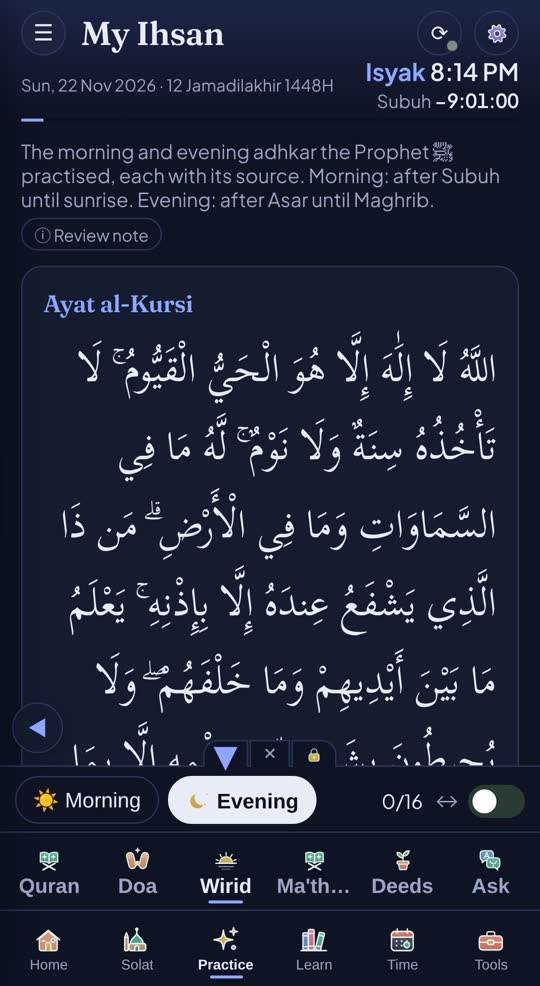 My Ihsan
Sun, 22 Nov 2026 · 12 Jamadilakhir 1448H
Isyak 8:14 PM
Subuh −9:01:00
The morning and evening adhkar the Prophet ﷺ
practised, each with its source. Morning: after Subuh
until sunrise. Evening: after Asar until Maghrib.
ⓘ Review note
Ayat al-Kursi
اللَّهُ لَا إِلَٰهَ إِلَّا هُوَ الْحَيُّ الْقَيُّومُ ۚ لَا
تَأْخُذُهُ سِنَةٌ وَلَا نَوْمٌ ۚ لَّهُ مَا فِي
السَّمَاوَاتِ وَمَا فِي الْأَرْضِ ۗ مَن ذَا
الَّذِي يَشْفَعُ عِندَهُ إِلَّا بِإِذْنِهِ ۚ يَعْلَمُ
مَا بَيْنَ أَيْدِيهِمْ وَمَا خَلْفَهُمْ ۖ وَلَا
Morning
Evening
0/16
Quran
Doa
Wirid
Ma'th...
Deeds
Ask
Home
Solat
Practice
Learn
Time
Tools